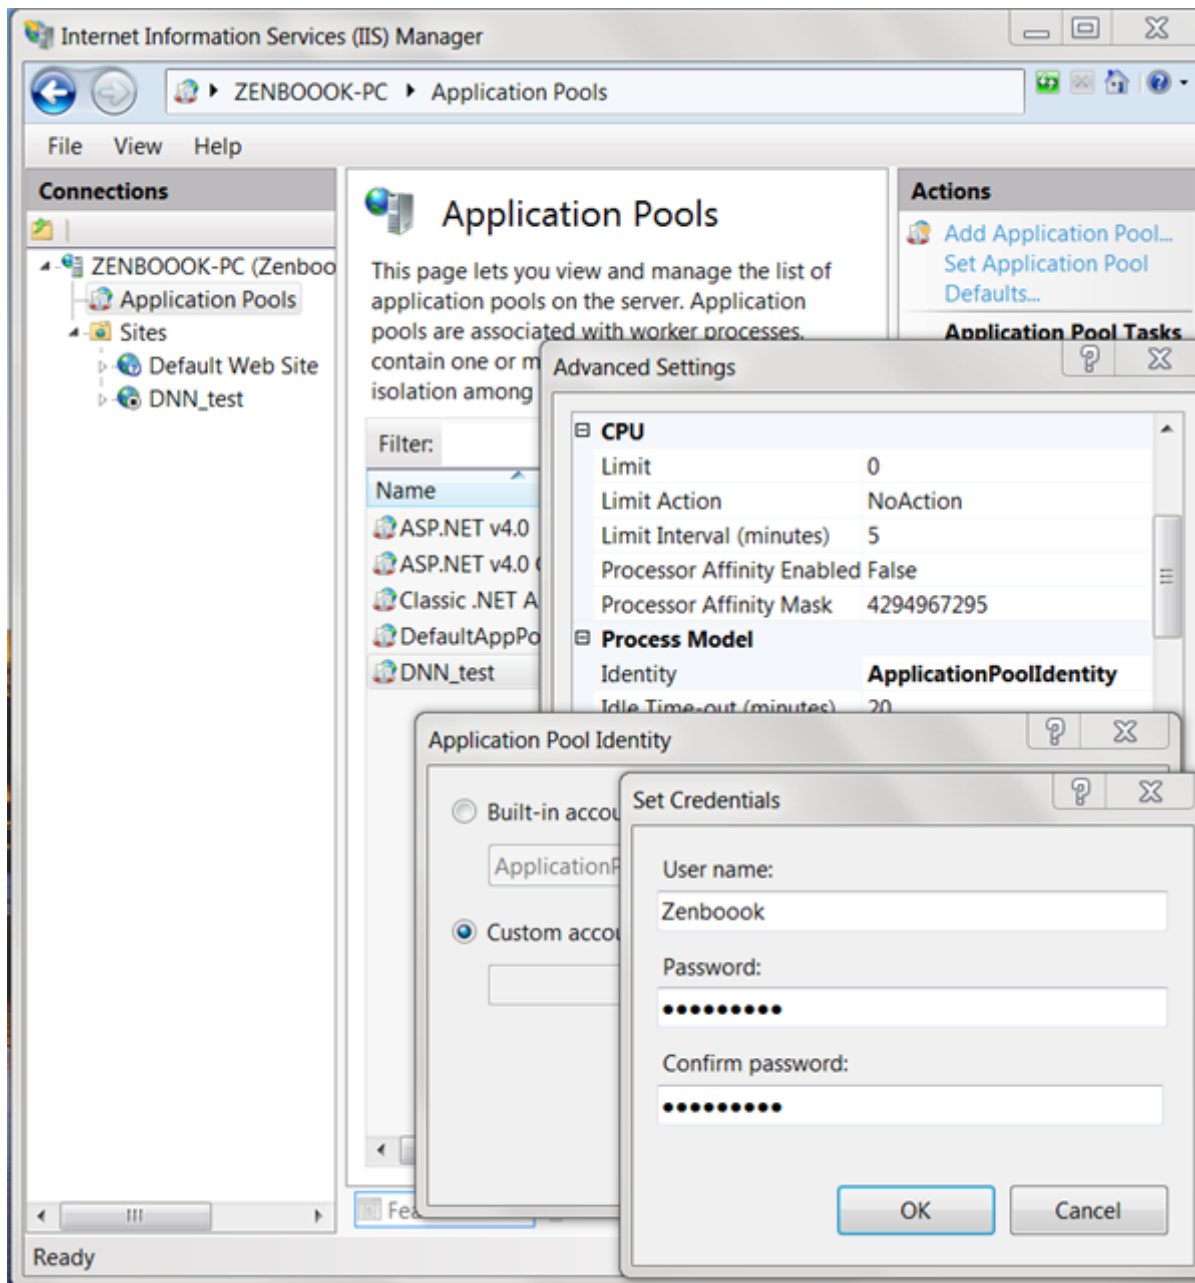 Internet Information Services (IIS) Manager
ZENBOOOK-PC
Application Pools
File View Help
Connections
ZENBOOOK-PC (Zenboo
Application Pools
Sites
Default Web Site
DNN_test
Application Pools
This page lets you view and manage the list of
application pools on the server. Application
pools are associated with worker processes,
contain one or m
isolation among
Filter:
Name
ASP.NET v4.0
ASP.NET v4.0
Classic .NET A
DefaultAppPo
DNN_test
Actions
Add Application Pool...
Set Application Pool
Defaults...
Application Pool Tasks
Advanced Settings
CPU
Limit 0
Limit Action NoAction
Limit Interval (minutes) 5
Processor Affinity Enabled False
Processor Affinity Mask 4294967295
Process Model
Identity ApplicationPoolIdentity
Idle Time-out (minutes) 20
Application Pool Identity
Built-in accou
ApplicationP
Custom accou
Set Credentials
User name:
Zenboook
Password:
•••••••••
Confirm password:
•••••••••
OK Cancel
Fea
Ready